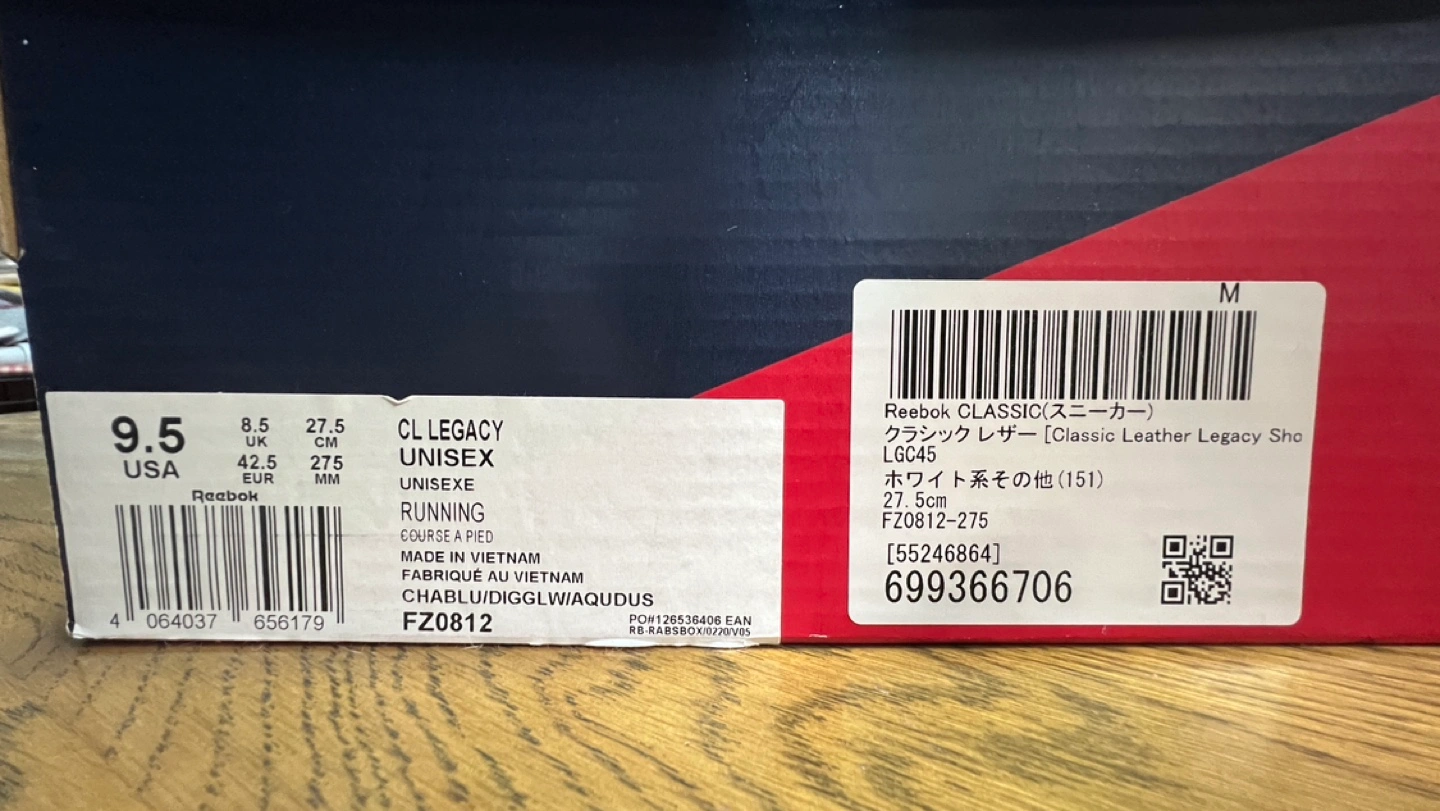 9.5
USA
8.5
UK
27.5
CM
42.5
EUR
275
MM
Reebok
4 064037 656179
CL LEGACY
UNISEX
UNISEXE
RUNNING
COURSE A PIED
MADE IN VIETNAM
FABRIQUÉ AU VIETNAM
CHABLU/DIGGLW/AQUDUS
FZ0812
PO#126536406 EAN
RB-RABSBOX/0220/V05
M
Reebok CLASSIC(スニーカー)
クラシック レザー [Classic Leather Legacy Sho
LGC45
ホワイト系その他(151)
27.5cm
FZ0812-275
[55246864]
699366706